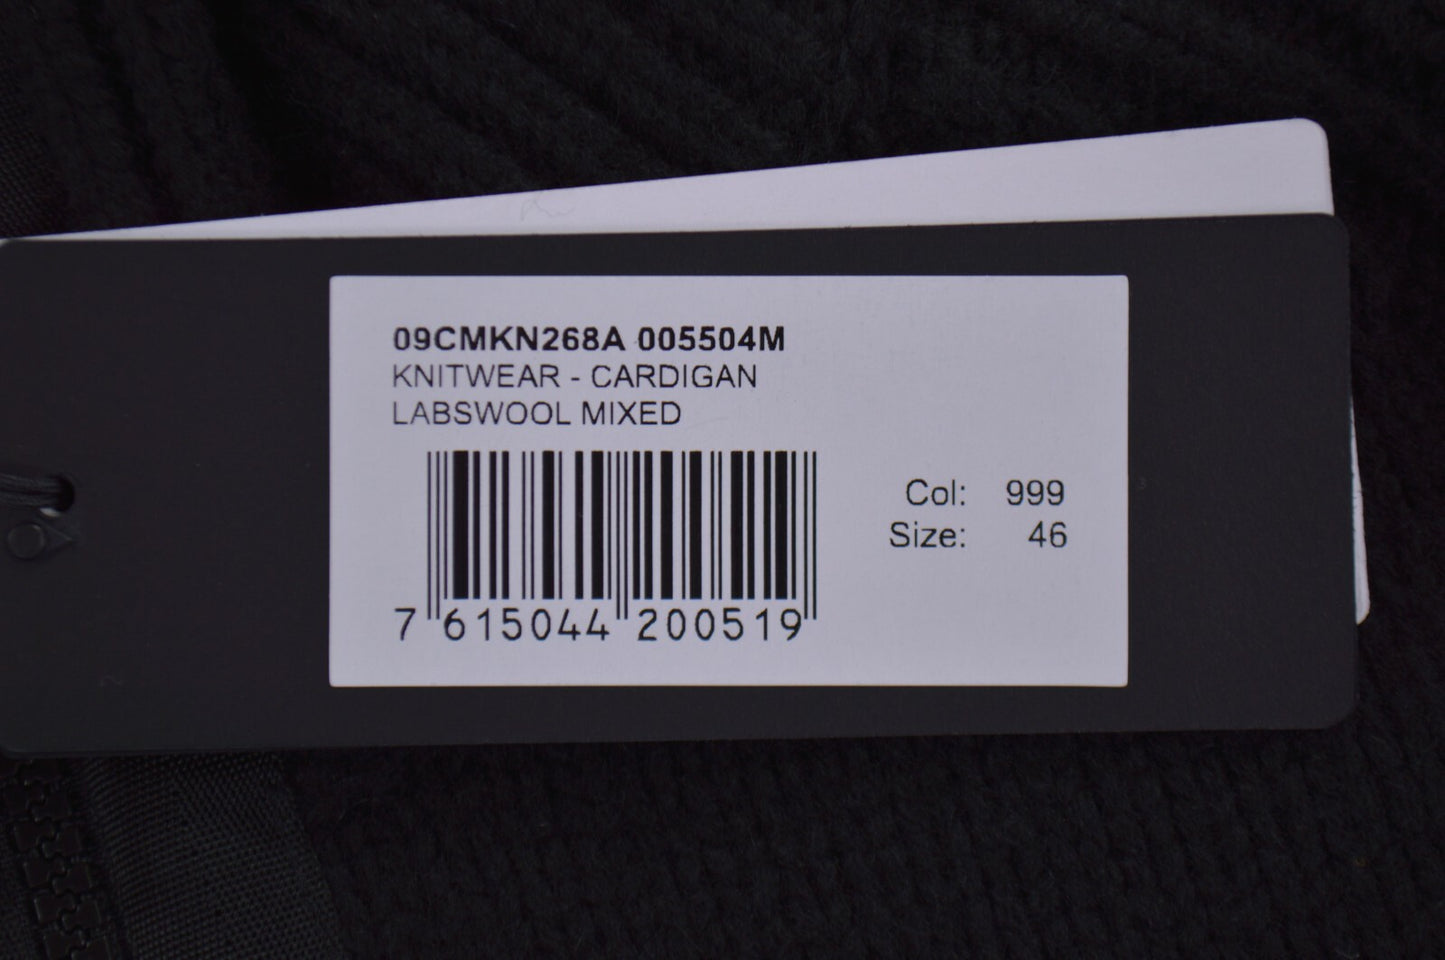 09CMKN268A 005504M
KNITWEAR - CARDIGAN
LABSWOOL MIXED
Col: 999
Size: 46
7 615044 200519